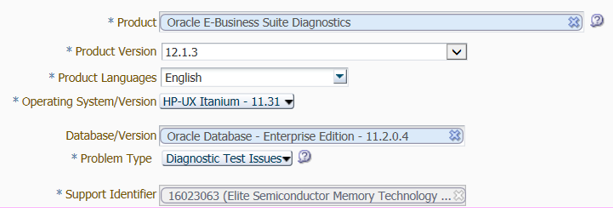 * Product Oracle E-Business Suite Diagnostics
* Product Version 12.1.3
* Product Languages English
* Operating System/Version HP-UX Itanium - 11.31
Database/Version Oracle Database - Enterprise Edition - 11.2.0.4
* Problem Type Diagnostic Test Issues
* Support Identifier 16023063 (Elite Semiconductor Memory Technology ...